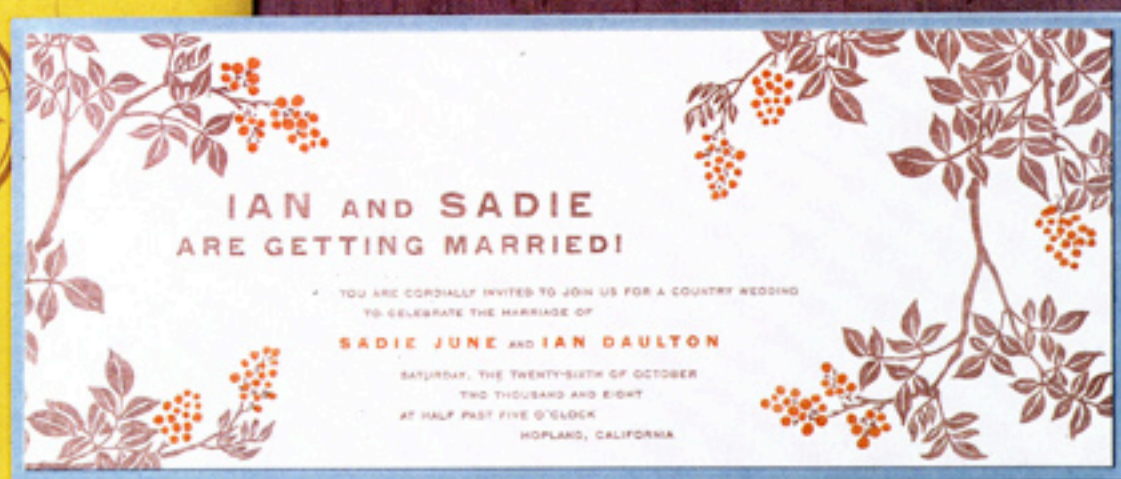 IAN AND SADIE
ARE GETTING MARRIED!
YOU ARE CORDIALLY INVITED TO JOIN US FOR A COUNTRY WEDDING
TO CELEBRATE THE MARRIAGE OF
SADIE JUNE AND IAN DAULTON
SATURDAY, THE TWENTY-SIXTH OF OCTOBER
TWO THOUSAND AND EIGHT
AT HALF PAST FIVE O'CLOCK
HOPLAND, CALIFORNIA